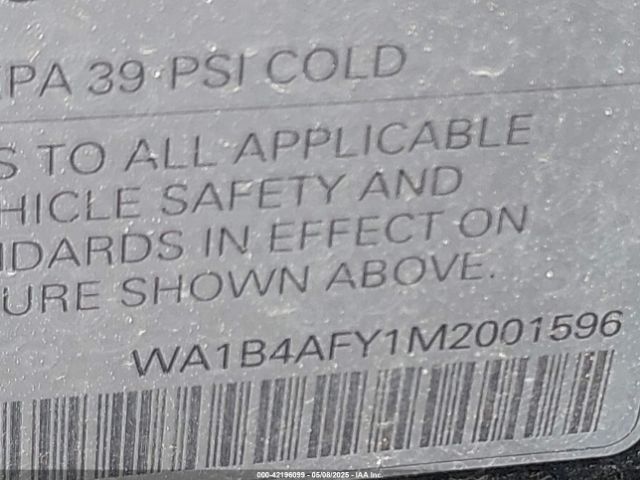 PA 39 PSI COLD
S TO ALL APPLICABLE
HICLE SAFETY AND
NDARDS IN EFFECT ON
URE SHOWN ABOVE.
WA1B4AFY1M2001596
000-42196099 - 05/08/2025 - IAA Inc.